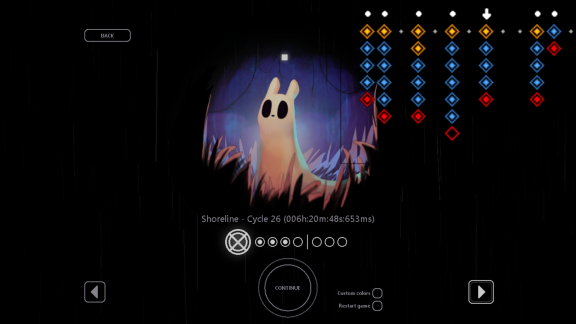 BACK
Shoreline - Cycle 26 (006h:20m:48s:653ms)
CONTINUE
Custom colors
Restart game